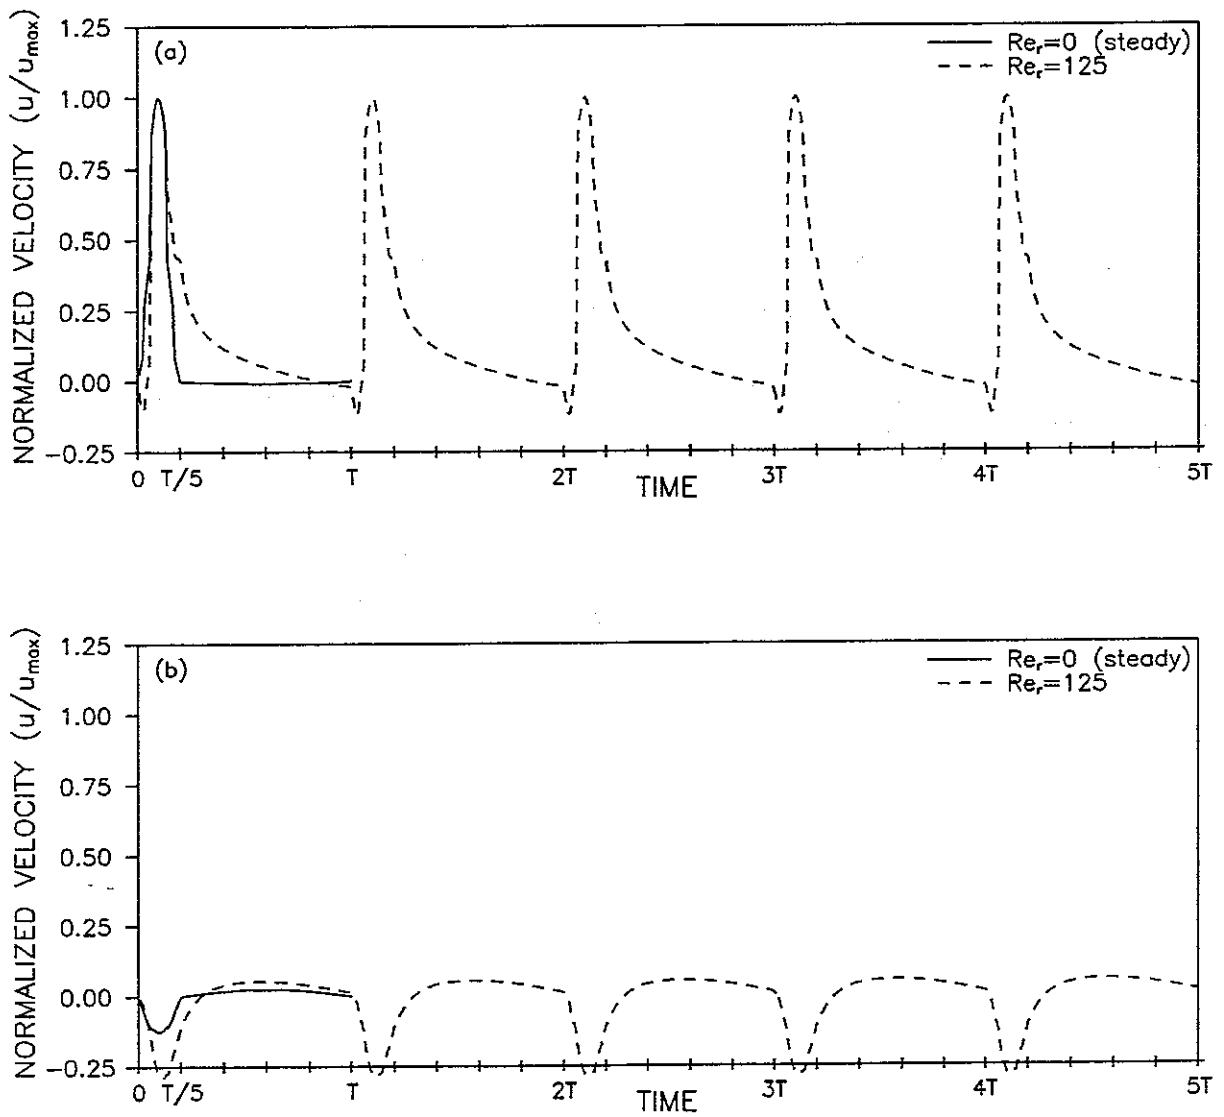 (a)
Re_r=0 (steady)
Re_r=125
NORMALIZED VELOCITY (u/u_max)
1.25
1.00
0.75
0.50
0.25
0.00
−0.25
0 T/5 T 2T 3T 4T 5T
TIME
(b)
Re_r=0 (steady)
Re_r=125
NORMALIZED VELOCITY (u/u_max)
1.25
1.00
0.75
0.50
0.25
0.00
−0.25
0 T/5 T 2T 3T 4T 5T
TIME